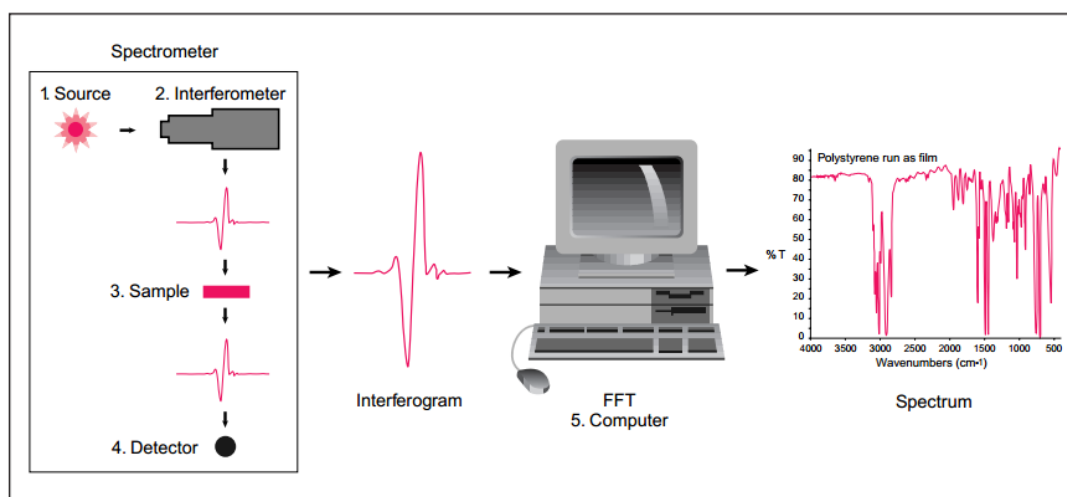 Spectrometer
1. Source
2. Interferometer
3. Sample
4. Detector
Interferogram
FFT
5. Computer
Polystyrene run as film
90
80
70
60
50
% T
40
30
20
10
0
4000 3500 3000 2500 2000 1500 1000 500
Wavenumbers (cm-1)
Spectrum